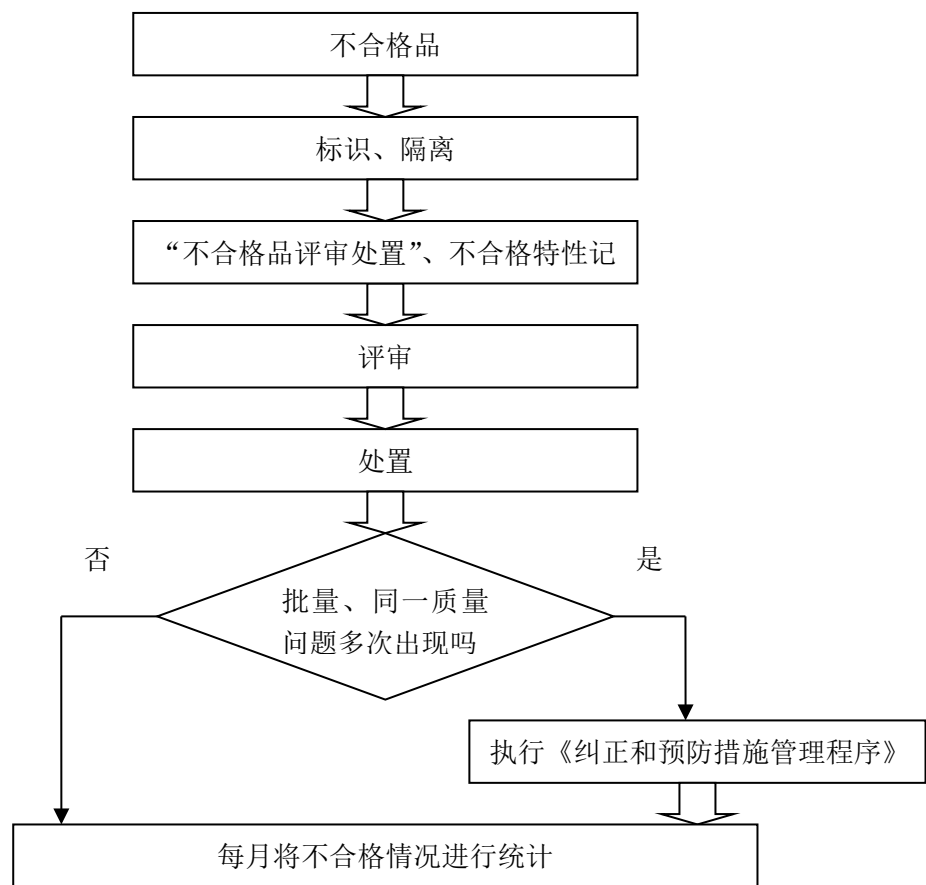 不合格品
标识、隔离
“不合格品评审处置”、不合格特性记
评审
处置
否
是
批量、同一质量
问题多次出现吗
执行《纠正和预防措施管理程序》
每月将不合格情况进行统计